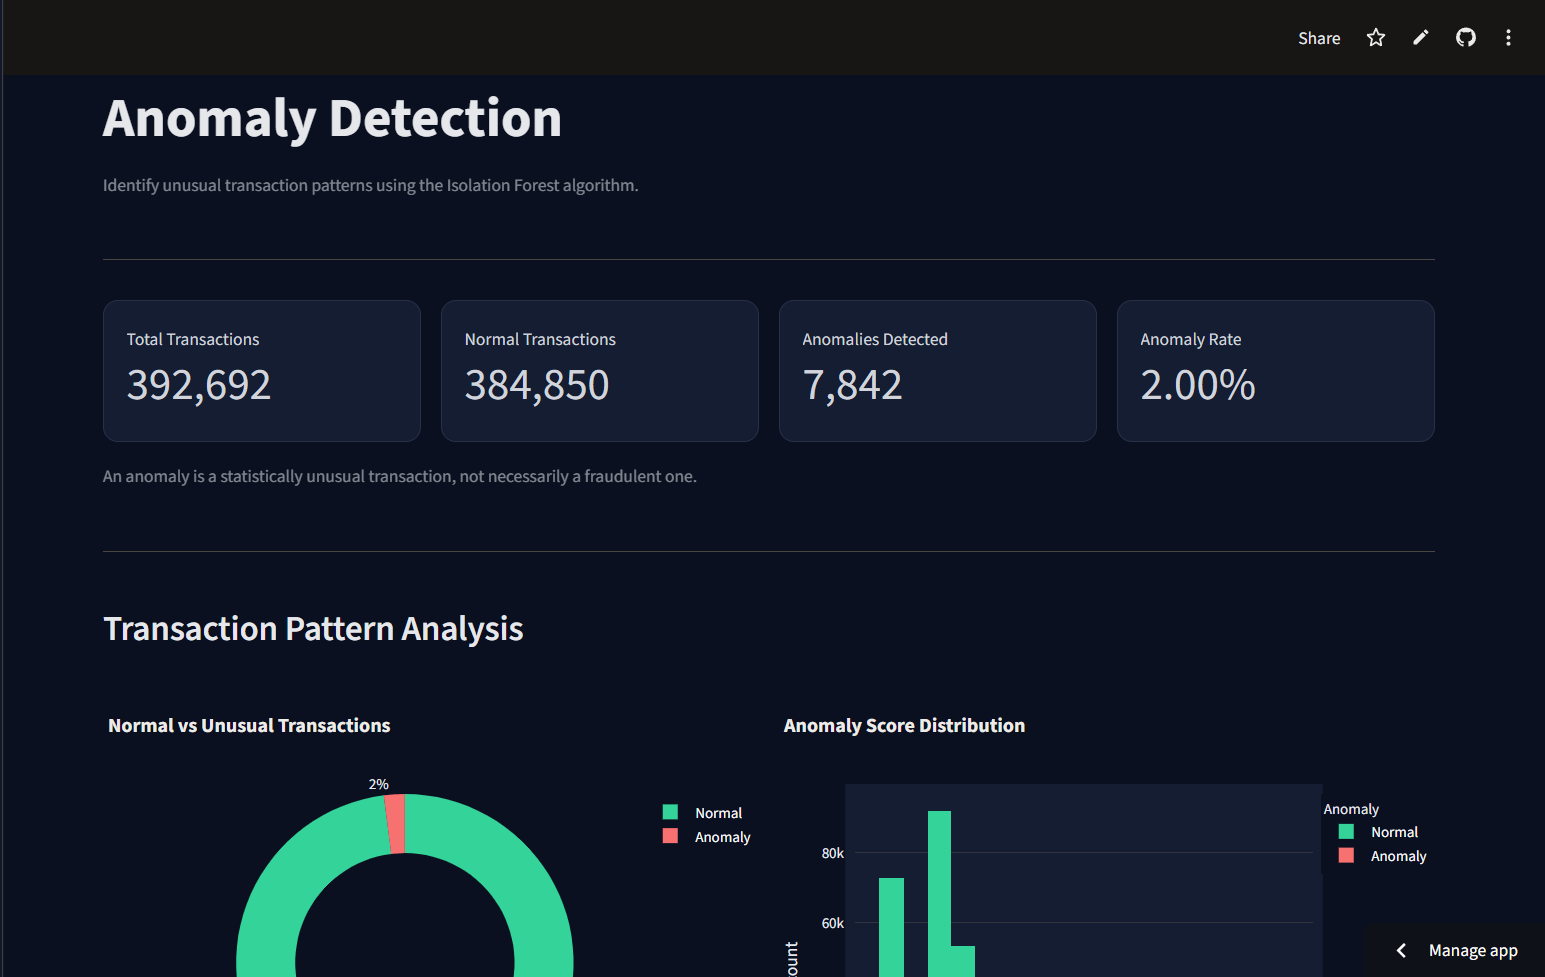 Share
Anomaly Detection
Identify unusual transaction patterns using the Isolation Forest algorithm.
Total Transactions
392,692
Normal Transactions
384,850
Anomalies Detected
7,842
Anomaly Rate
2.00%
An anomaly is a statistically unusual transaction, not necessarily a fraudulent one.
Transaction Pattern Analysis
Normal vs Unusual Transactions
2%
Normal
Anomaly
Anomaly Score Distribution
80k
60k
ount
Anomaly
Normal
Anomaly
Manage app